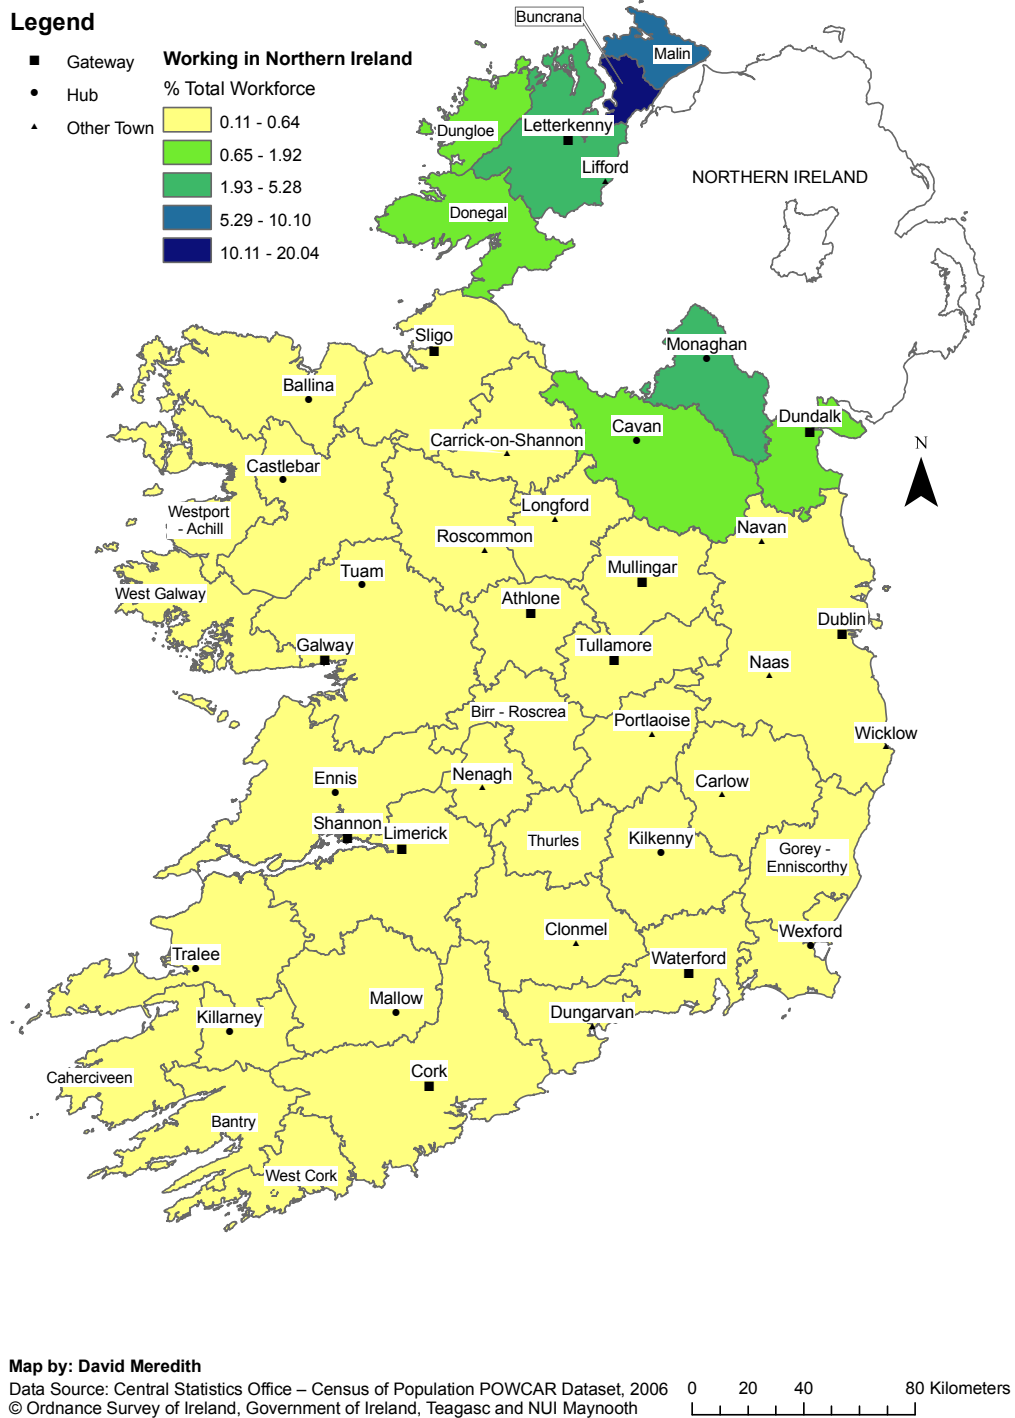 Legend
Gateway
Hub
Other Town
Working in Northern Ireland
% Total Workforce
0.11 - 0.64
0.65 - 1.92
1.93 - 5.28
5.29 - 10.10
10.11 - 20.04
Buncrana
Malin
Dungloe
Letterkenny
Lifford
NORTHERN IRELAND
Donegal
Sligo
Monaghan
Ballina
Dundalk
Cavan
Carrick-on-Shannon
N
Castlebar
Longford
Westport
- Achill
Navan
Roscommon
Mullingar
Tuam
West Galway
Athlone
Dublin
Galway
Tullamore
Naas
Birr - Roscrea
Portlaoise
Wicklow
Ennis
Nenagh
Carlow
Shannon
Limerick
Thurles
Kilkenny
Gorey -
Enniscorthy
Clonmel
Wexford
Tralee
Waterford
Mallow
Dungarvan
Killarney
Cork
Caherciveen
Bantry
West Cork
Map by: David Meredith
Data Source: Central Statistics Office – Census of Population POWCAR Dataset, 2006
© Ordnance Survey of Ireland, Government of Ireland, Teagasc and NUI Maynooth
0 20 40 80 Kilometers